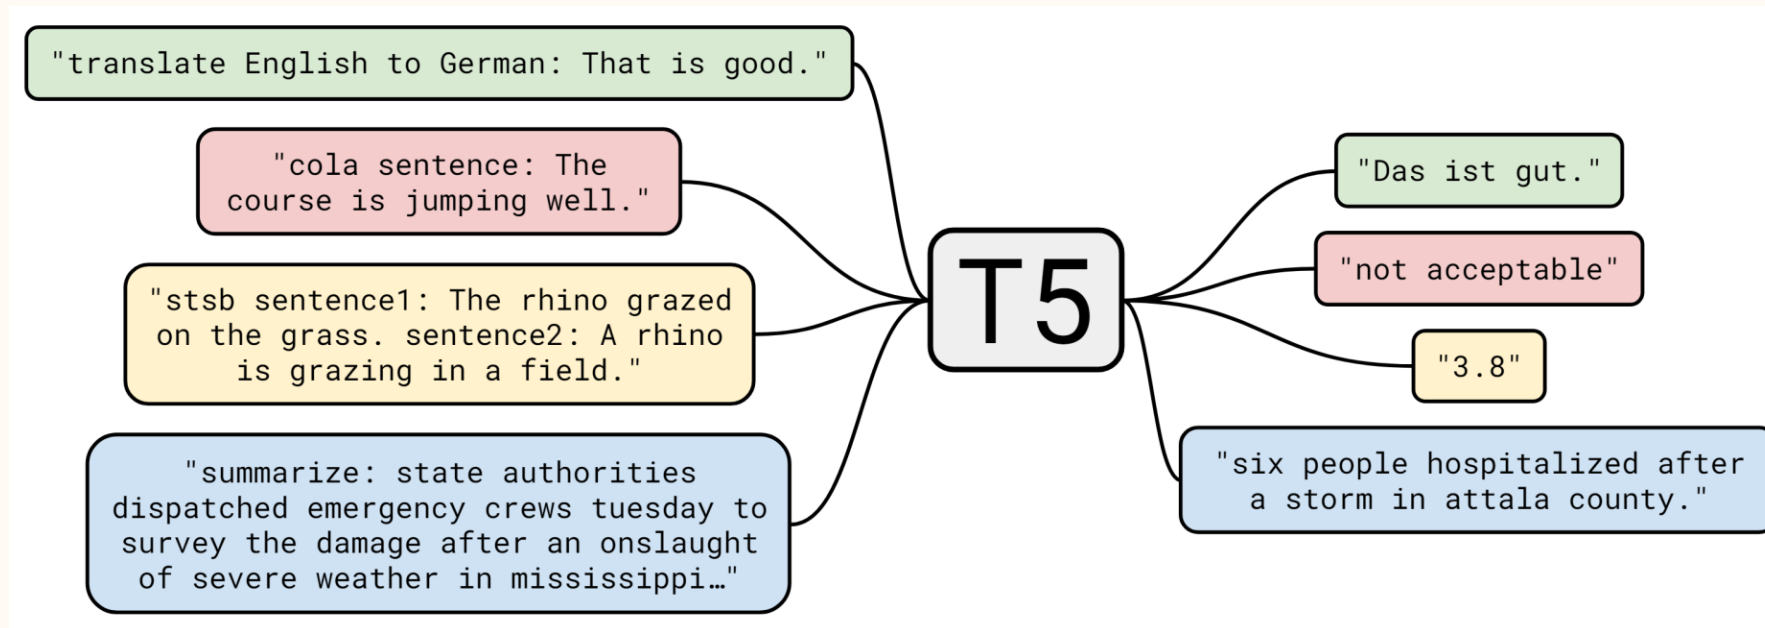 "translate English to German: That is good."
"cola sentence: The
course is jumping well."
"stsb sentence1: The rhino grazed
on the grass. sentence2: A rhino
is grazing in a field."
"summarize: state authorities
dispatched emergency crews tuesday to
survey the damage after an onslaught
of severe weather in mississippi…"
T5
"Das ist gut."
"not acceptable"
"3.8"
"six people hospitalized after
a storm in attala county."